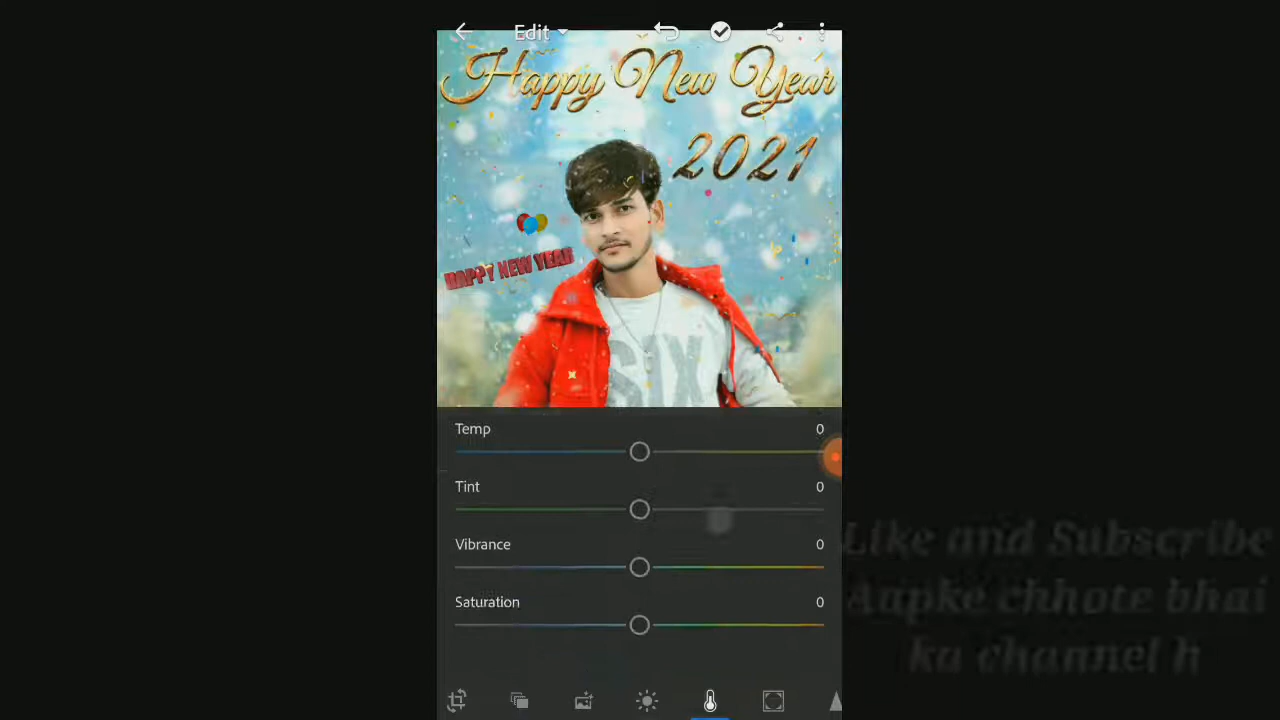 Edit
Happy New Year
2021
HAPPY NEW YEAR
SIX
Temp 0
Tint 0
Vibrance 0
Saturation 0
Like and Subscribe
Aapke chhote bhai
ka channel h